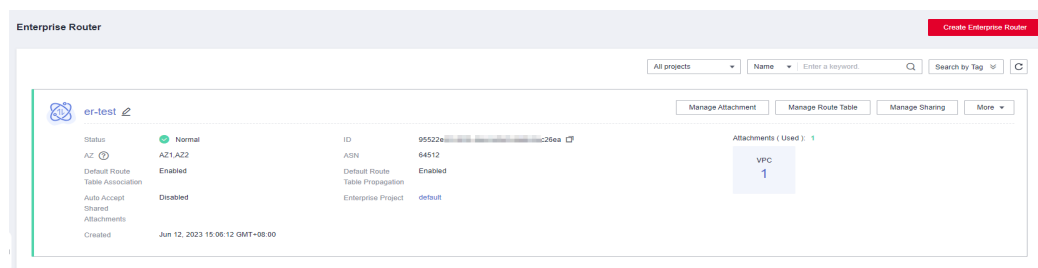 Enterprise Router
Create Enterprise Router
All projects
Name
Enter a keyword.
Search by Tag
er-test
Manage Attachment
Manage Route Table
Manage Sharing
More
Status
Normal
ID
95522e
c26ea
Attachments ( Used ): 1
AZ
AZ1,AZ2
ASN
64512
VPC
1
Default Route
Table Association
Enabled
Default Route
Table Propagation
Enabled
Auto Accept
Shared
Attachments
Disabled
Enterprise Project
default
Created
Jun 12, 2023 15:06:12 GMT+08:00